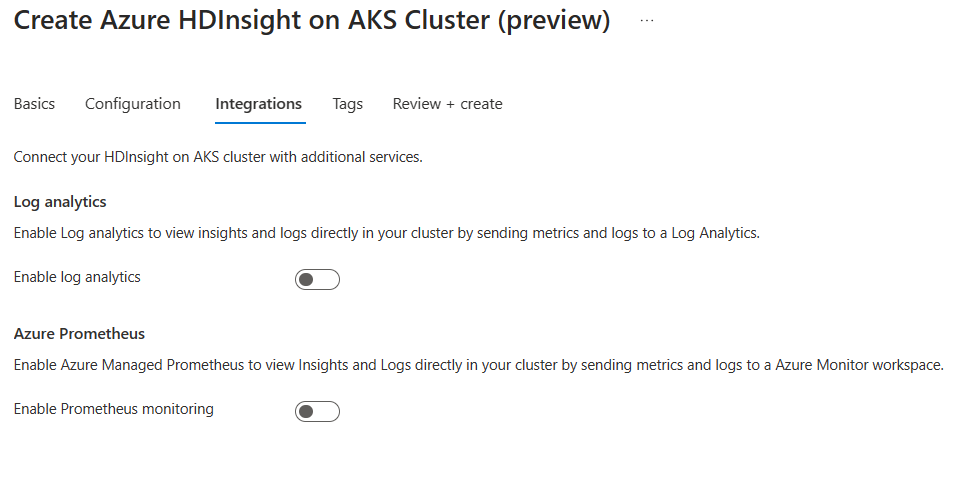 Create Azure HDInsight on AKS Cluster (preview) ...
Basics Configuration Integrations Tags Review + create
Connect your HDInsight on AKS cluster with additional services.
Log analytics
Enable Log analytics to view insights and logs directly in your cluster by sending metrics and logs to a Log Analytics.
Enable log analytics
Azure Prometheus
Enable Azure Managed Prometheus to view Insights and Logs directly in your cluster by sending metrics and logs to a Azure Monitor workspace.
Enable Prometheus monitoring